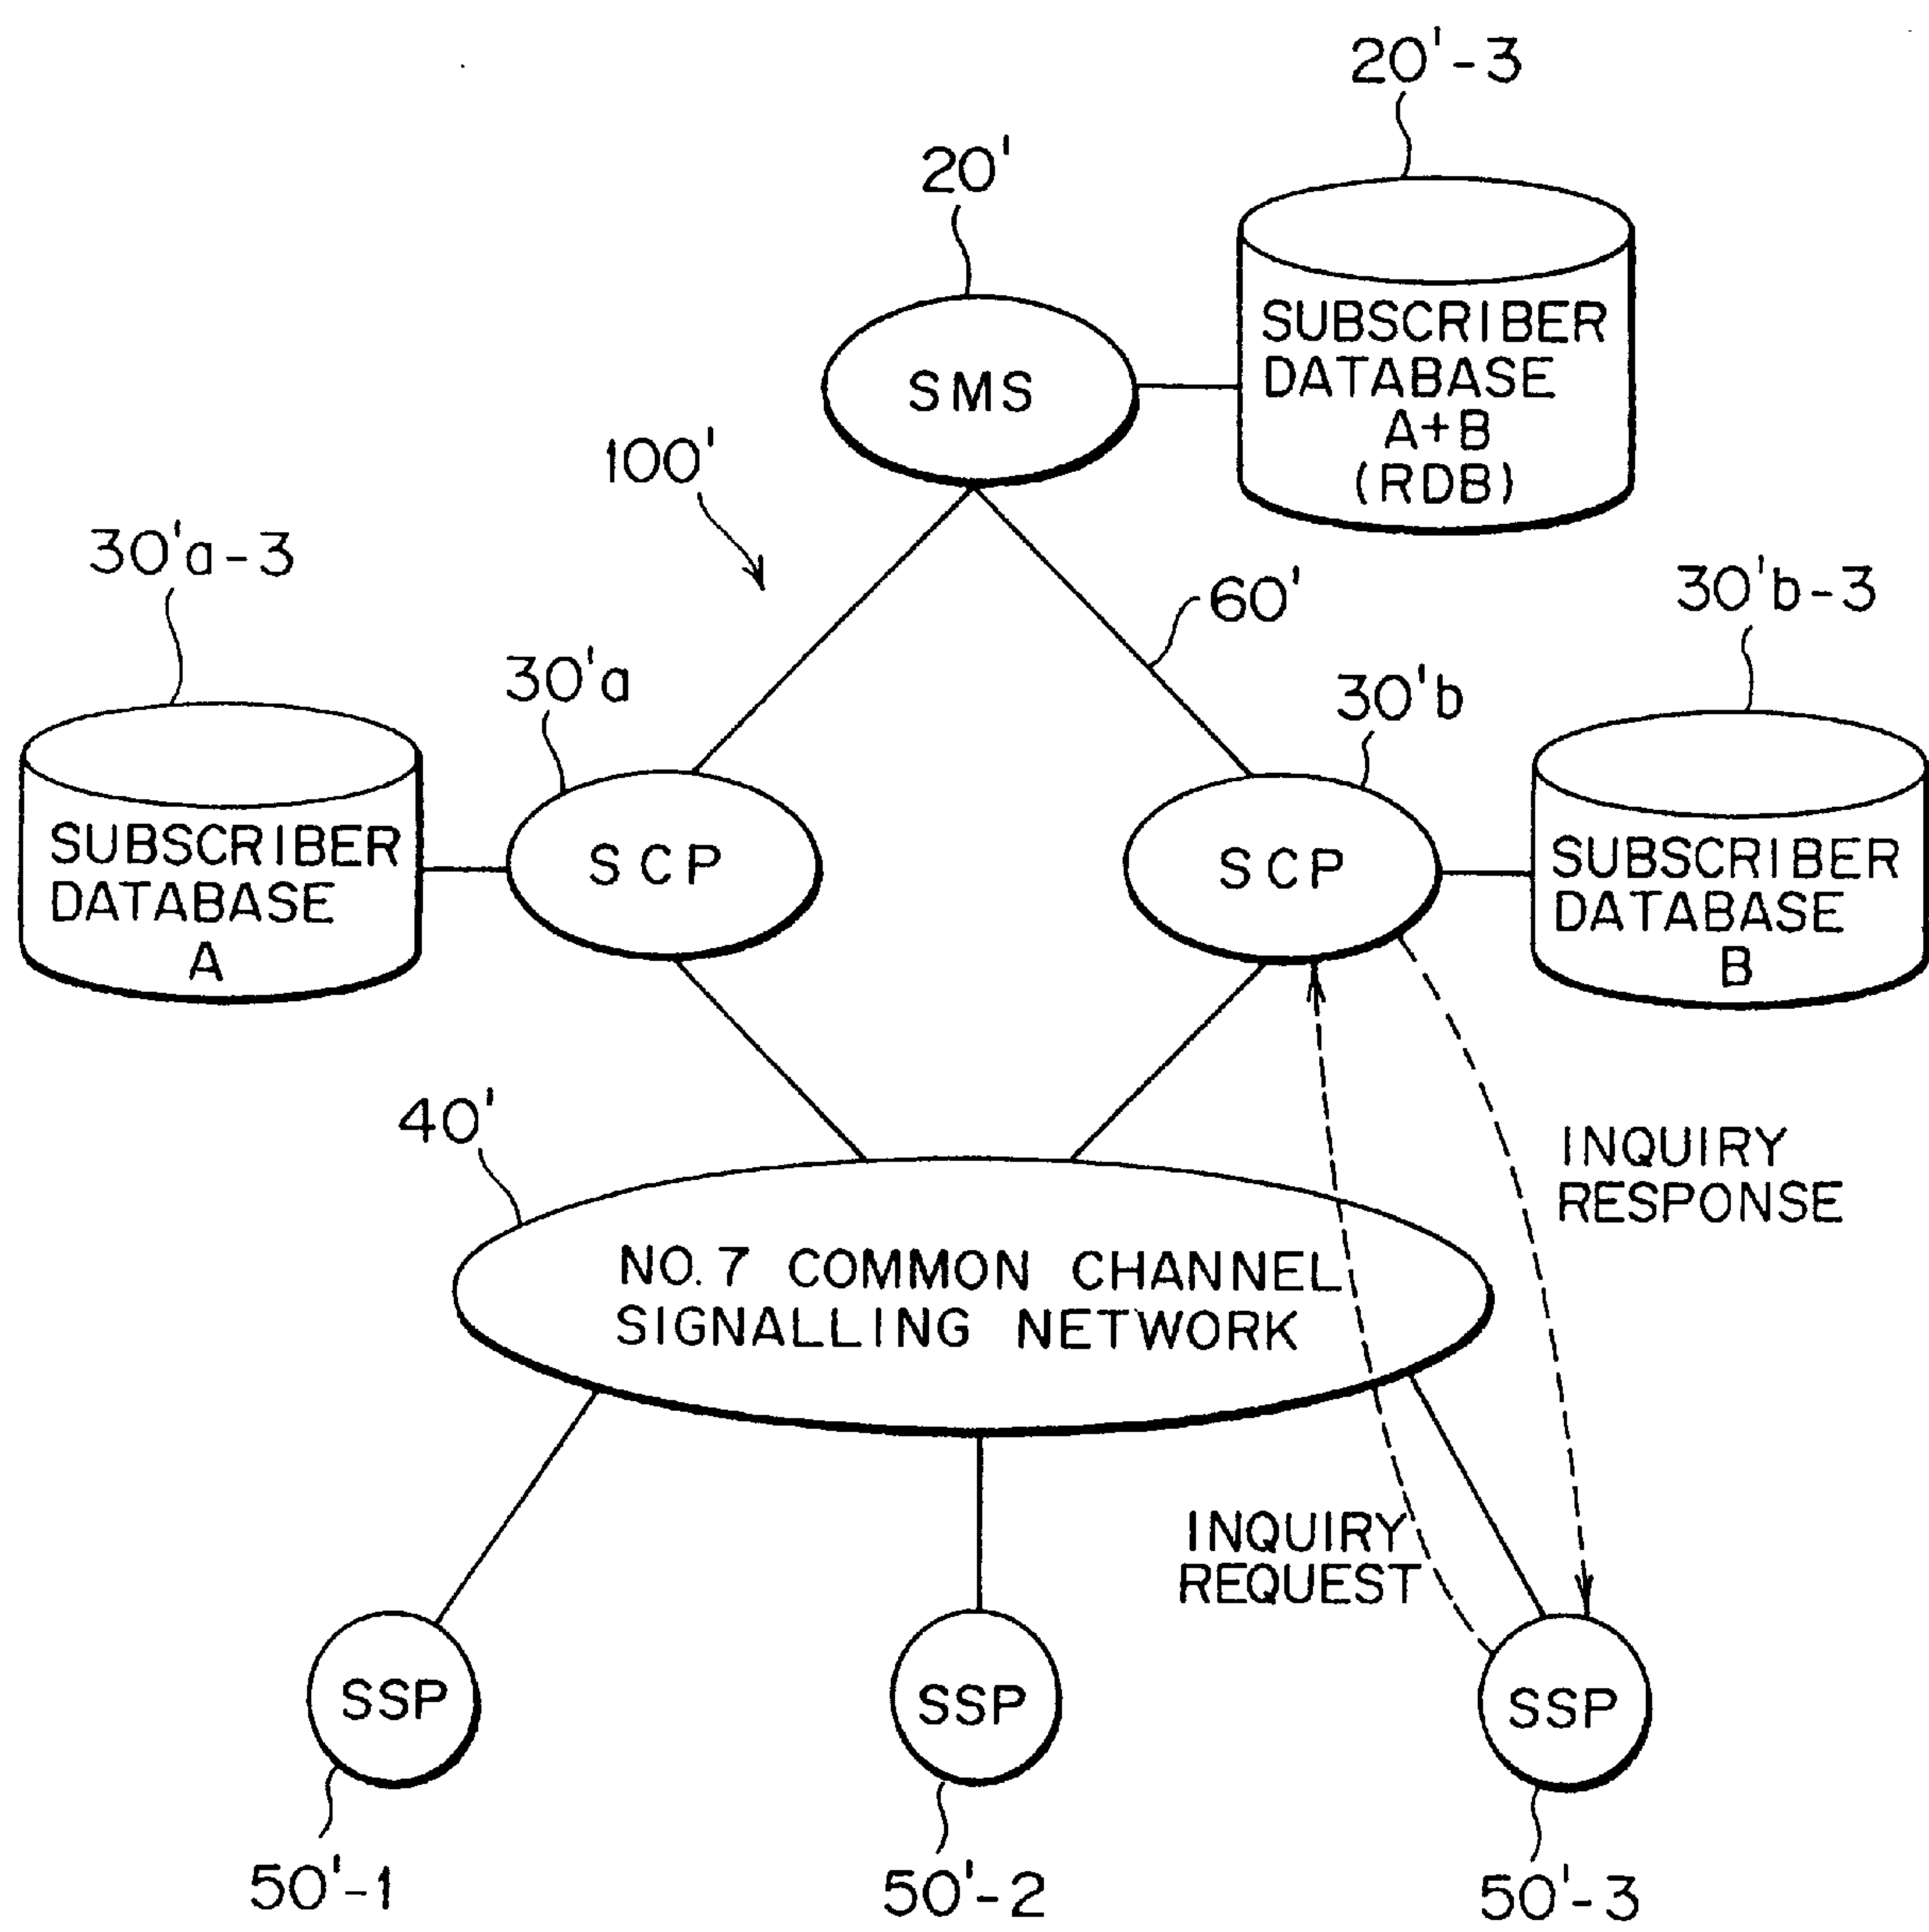 20'-3
20'
SUBSCRIBER
DATABASE
A+B
(RDB)
SMS
100'
30'a-3
60'
30'b-3
30'a
30'b
SUBSCRIBER
DATABASE
A
SCP
SCP
SUBSCRIBER
DATABASE
B
40'
INQUIRY
RESPONSE
NO. 7 COMMON CHANNEL
SIGNALLING NETWORK
INQUIRY
REQUEST
SSP
SSP
SSP
50'-1
50'-2
50'-3